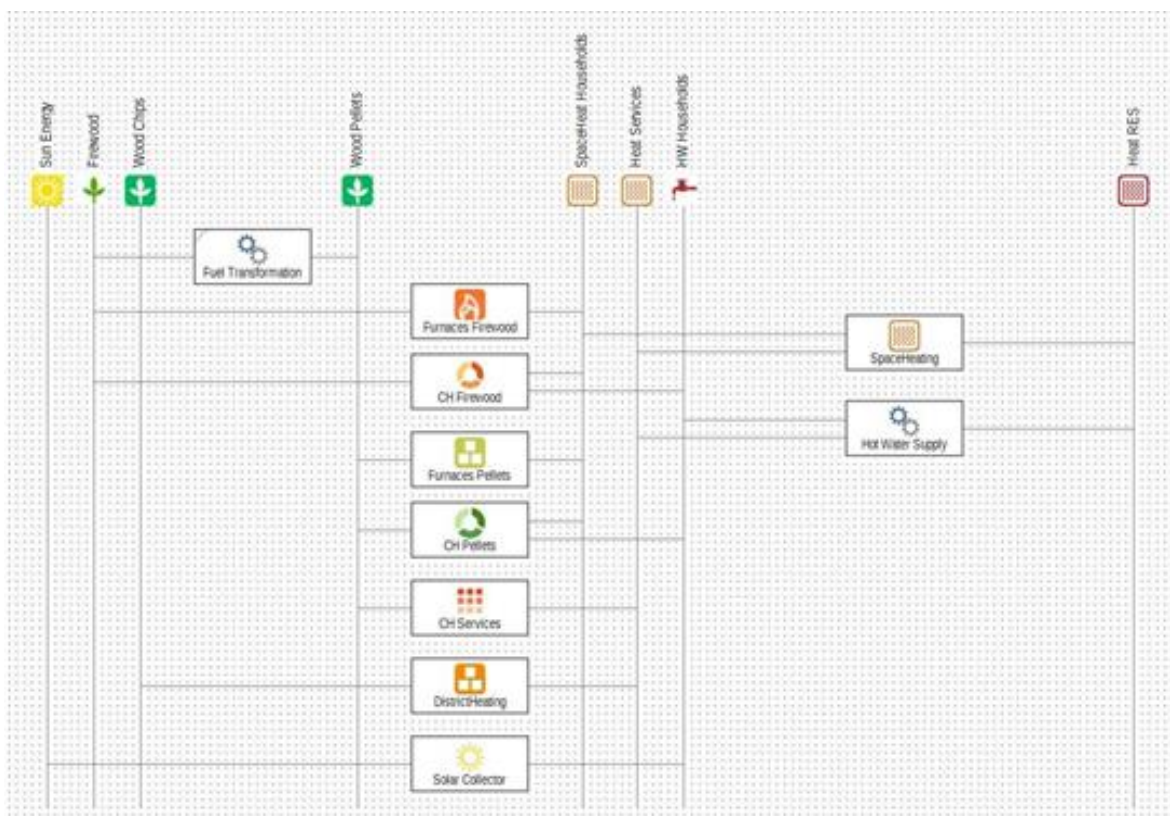 Sun Energy
Firewood
Wood Chips
Wood Pellets
SpaceHeat Households
Heat Services
HW Households
Heat RES
Fuel Transformation
Furnaces Firewood
SpaceHeating
CH Firewood
Hot Water Supply
Furnaces Pellets
CH Pellets
CH Services
DistrictHeating
Solar Collector